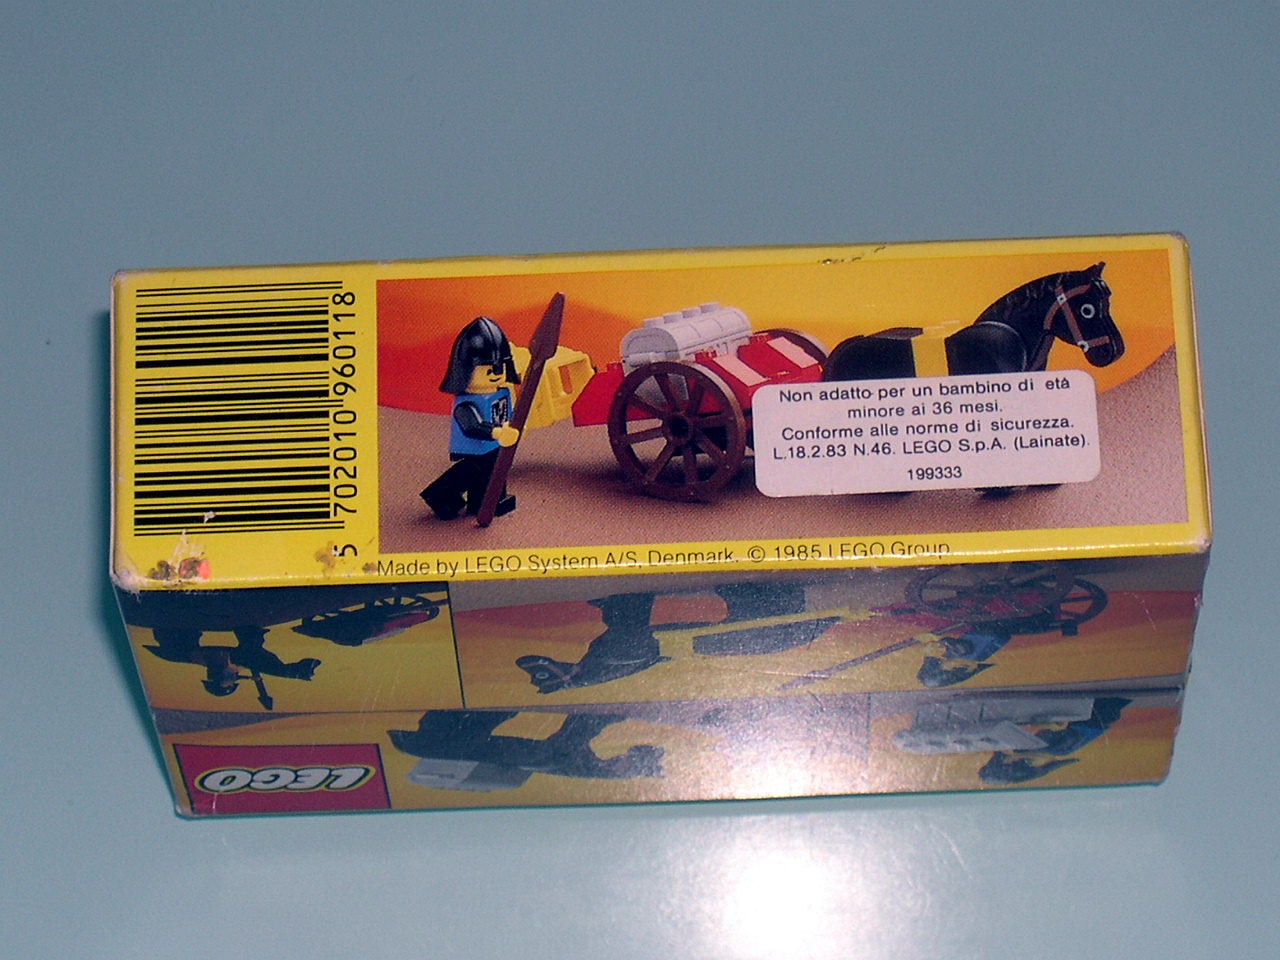 5 702010 960118
Non adatto per un bambino di età
minore ai 36 mesi.
Conforme alle norme di sicurezza.
L.18.2.83 N.46. LEGO S.p.A. (Lainate).
199333
Made by LEGO System A/S, Denmark. © 1985 LEGO Group
LEGO